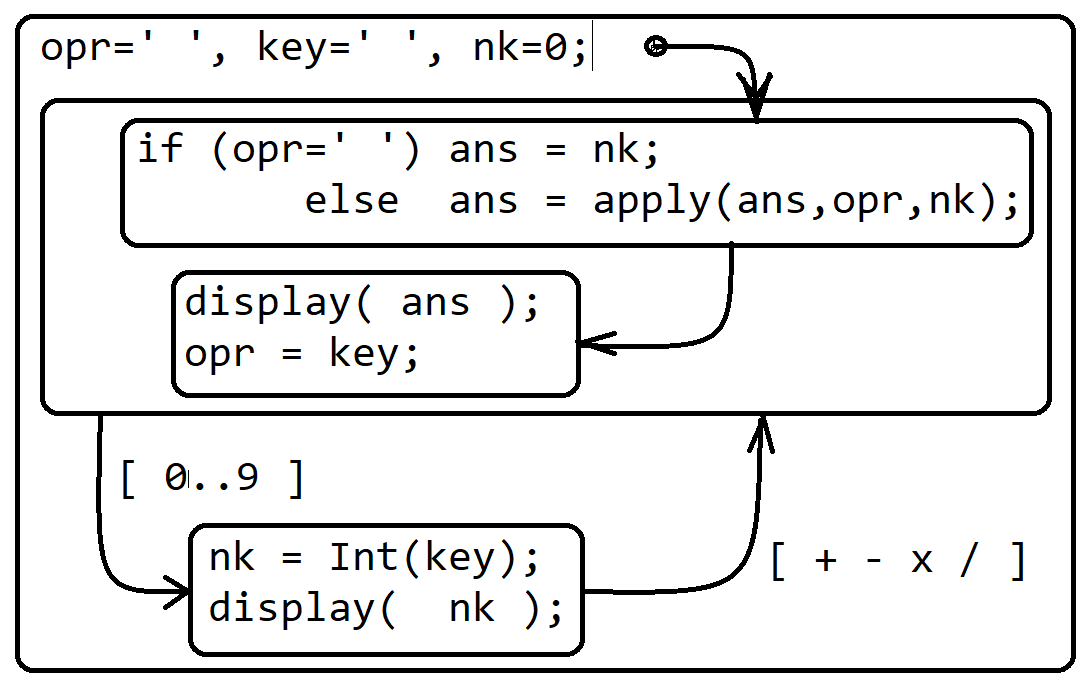 opr=' ', key=' ', nk=0;
if (opr=' ') ans = nk;
else ans = apply(ans,opr,nk);
display( ans );
opr = key;
[ 0..9 ]
nk = Int(key);
display( nk );
[ + - x / ]